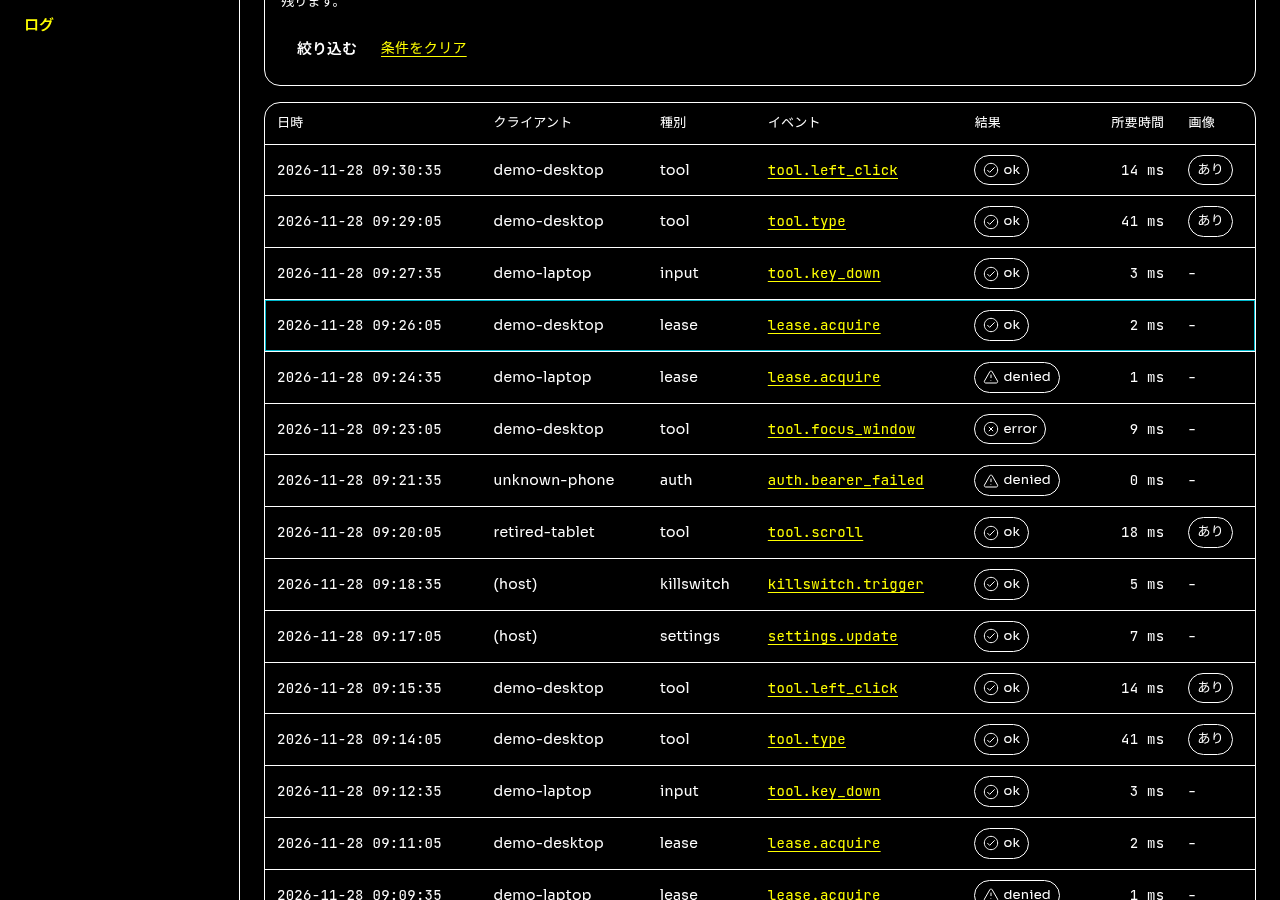 残ります。
ログ
絞り込む 条件をクリア
日時 クライアント 種別 イベント 結果 所要時間 画像
2026-11-28 09:30:35 demo-desktop tool tool.left_click ok 14 ms あり
2026-11-28 09:29:05 demo-desktop tool tool.type ok 41 ms あり
2026-11-28 09:27:35 demo-laptop input tool.key_down ok 3 ms -
2026-11-28 09:26:05 demo-desktop lease lease.acquire ok 2 ms -
2026-11-28 09:24:35 demo-laptop lease lease.acquire denied 1 ms -
2026-11-28 09:23:05 demo-desktop tool tool.focus_window error 9 ms -
2026-11-28 09:21:35 unknown-phone auth auth.bearer_failed denied 0 ms -
2026-11-28 09:20:05 retired-tablet tool tool.scroll ok 18 ms あり
2026-11-28 09:18:35 (host) killswitch killswitch.trigger ok 5 ms -
2026-11-28 09:17:05 (host) settings settings.update ok 7 ms -
2026-11-28 09:15:35 demo-desktop tool tool.left_click ok 14 ms あり
2026-11-28 09:14:05 demo-desktop tool tool.type ok 41 ms あり
2026-11-28 09:12:35 demo-laptop input tool.key_down ok 3 ms -
2026-11-28 09:11:05 demo-desktop lease lease.acquire ok 2 ms -
2026-11-28 09:09:35 demo-laptop lease lease.acquire denied 1 ms -